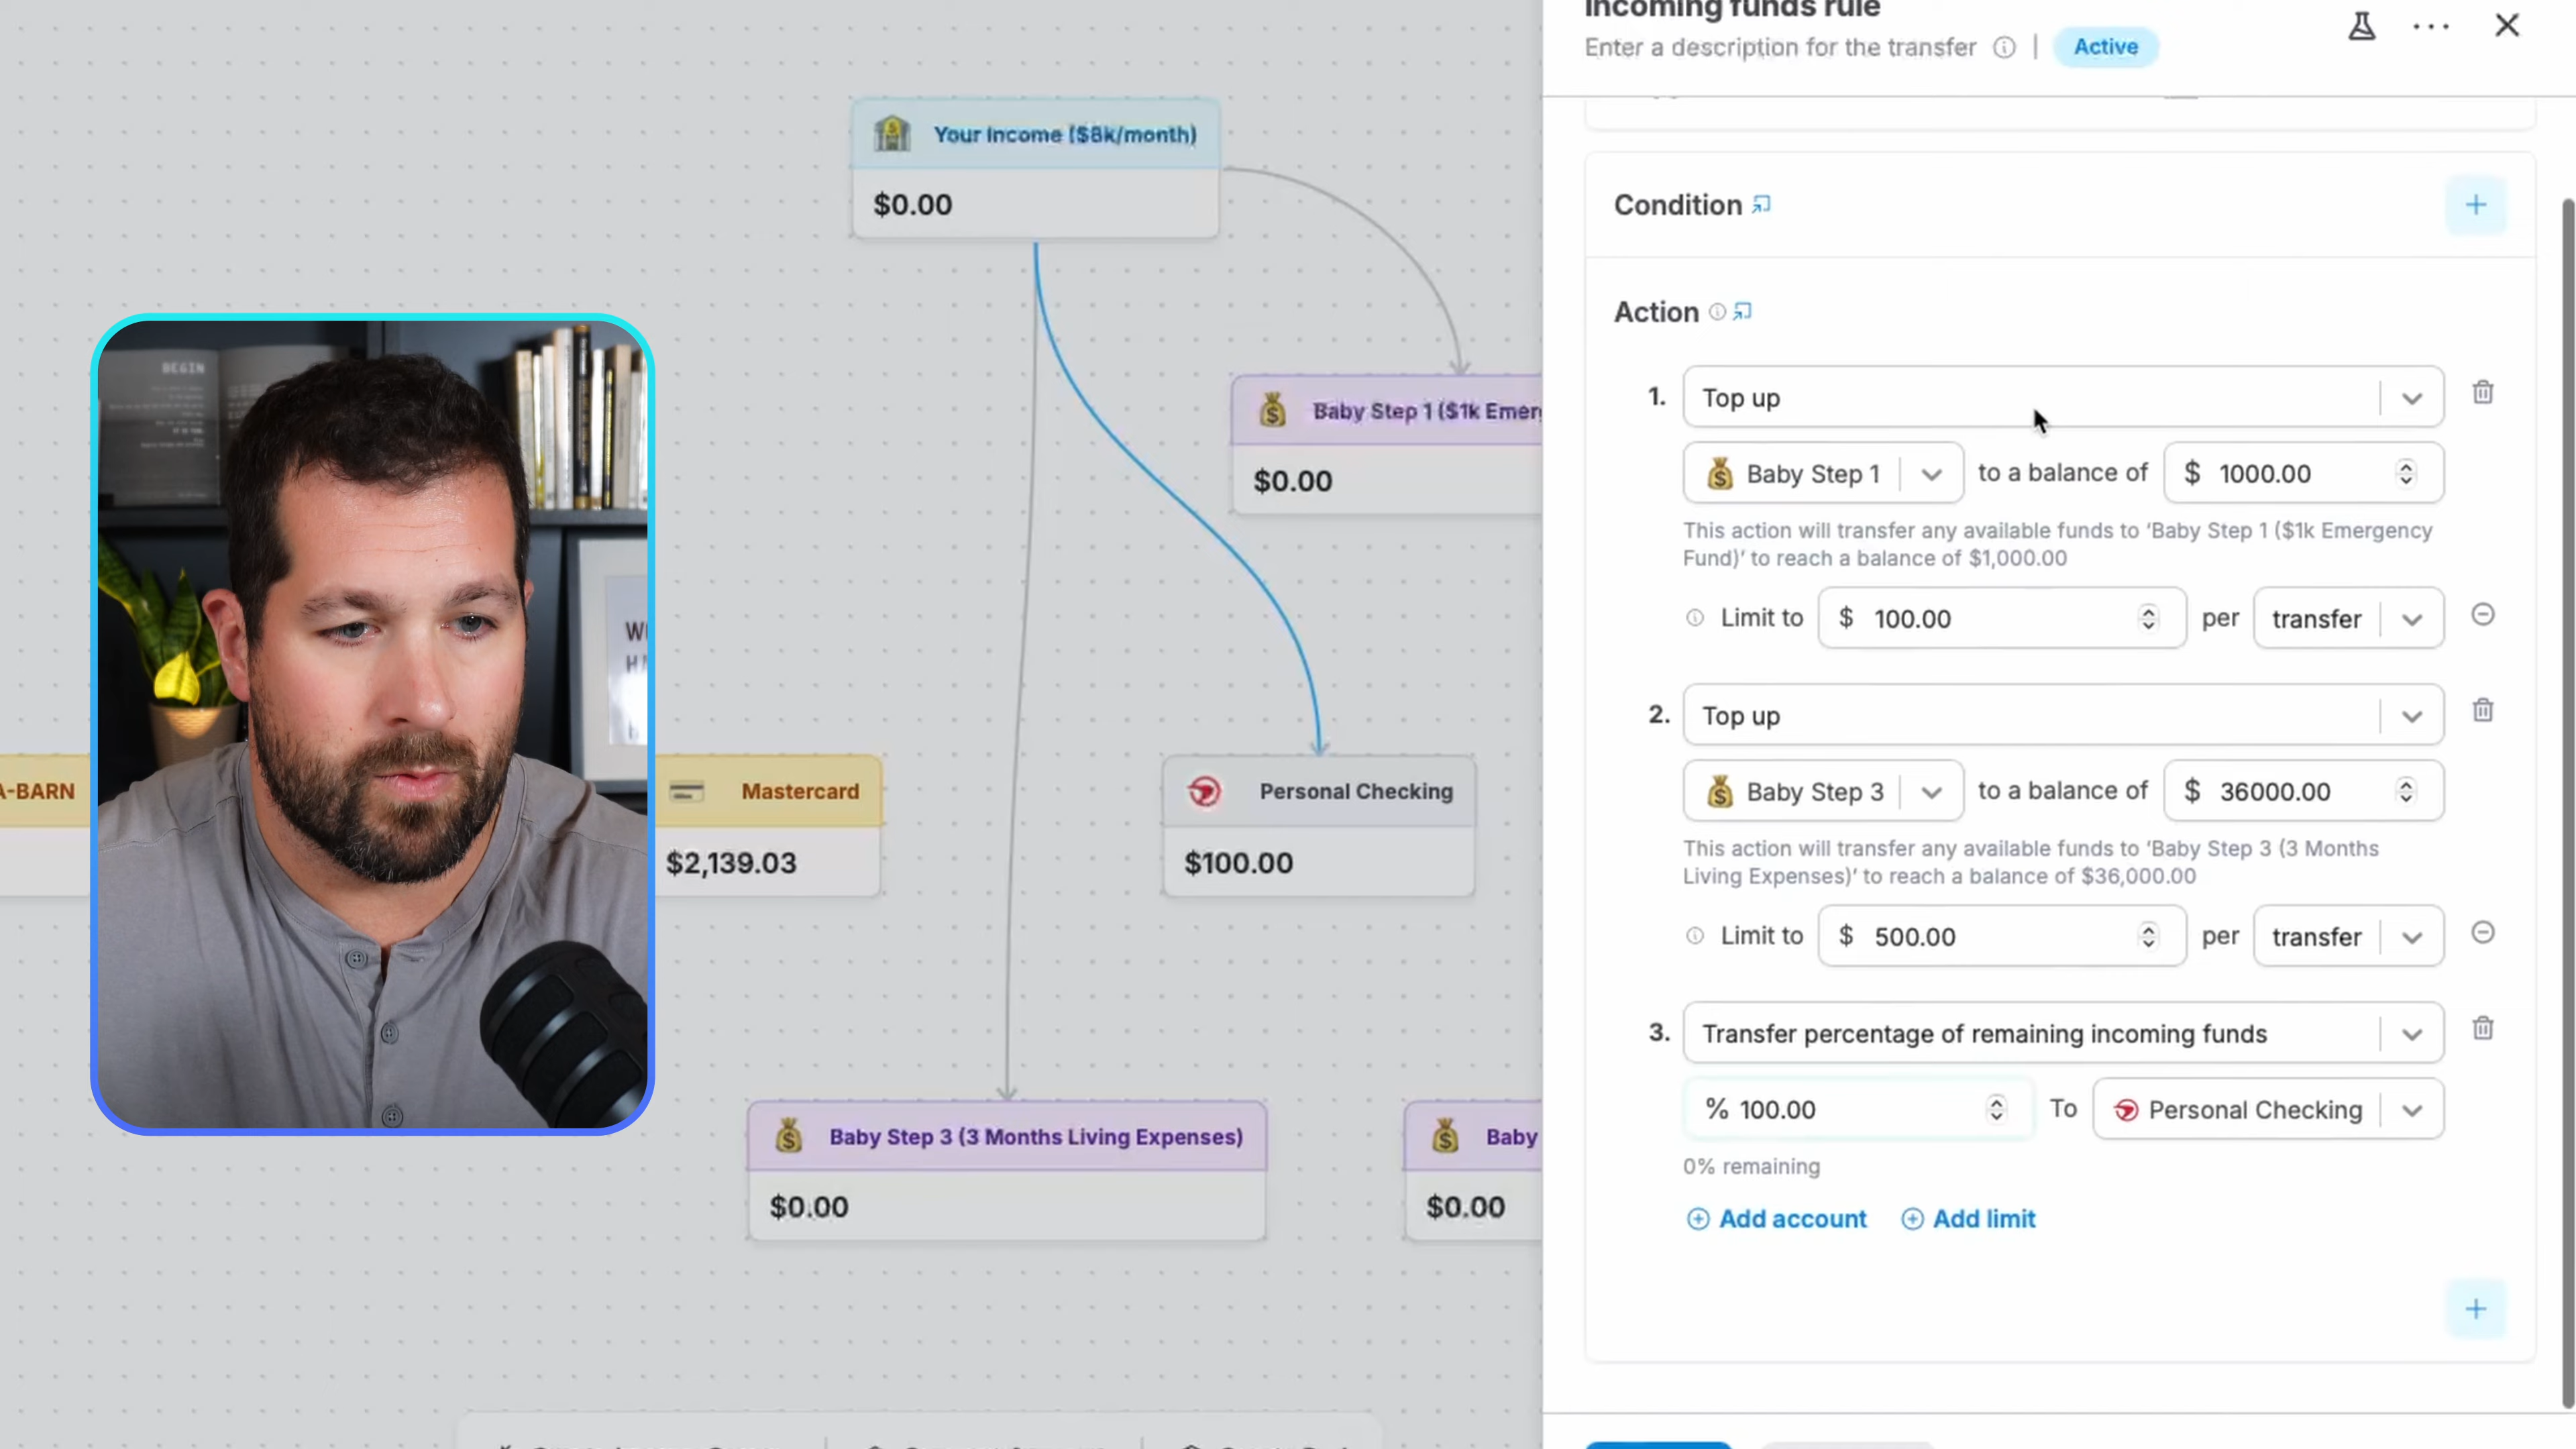 Incoming funds rule
Enter a description for the transfer
Active
Your Income ($8k/month)
$0.00
Condition
Action
1. Top up
Baby Step 1 to a balance of $ 1000.00
This action will transfer any available funds to ‘Baby Step 1 ($1k Emergency
Fund)’ to reach a balance of $1,000.00
Limit to $ 100.00 per transfer
2. Top up
Baby Step 3 to a balance of $ 36000.00
This action will transfer any available funds to ‘Baby Step 3 (3 Months
Living Expenses)’ to reach a balance of $36,000.00
Limit to $ 500.00 per transfer
3. Transfer percentage of remaining incoming funds
% 100.00 To Personal Checking
0% remaining
Add account Add limit
Baby Step 1 ($1k Emer
$0.00
BEGIN
A-BARN
Mastercard
$2,139.03
Personal Checking
$100.00
Baby Step 3 (3 Months Living Expenses)
$0.00
Baby
$0.00